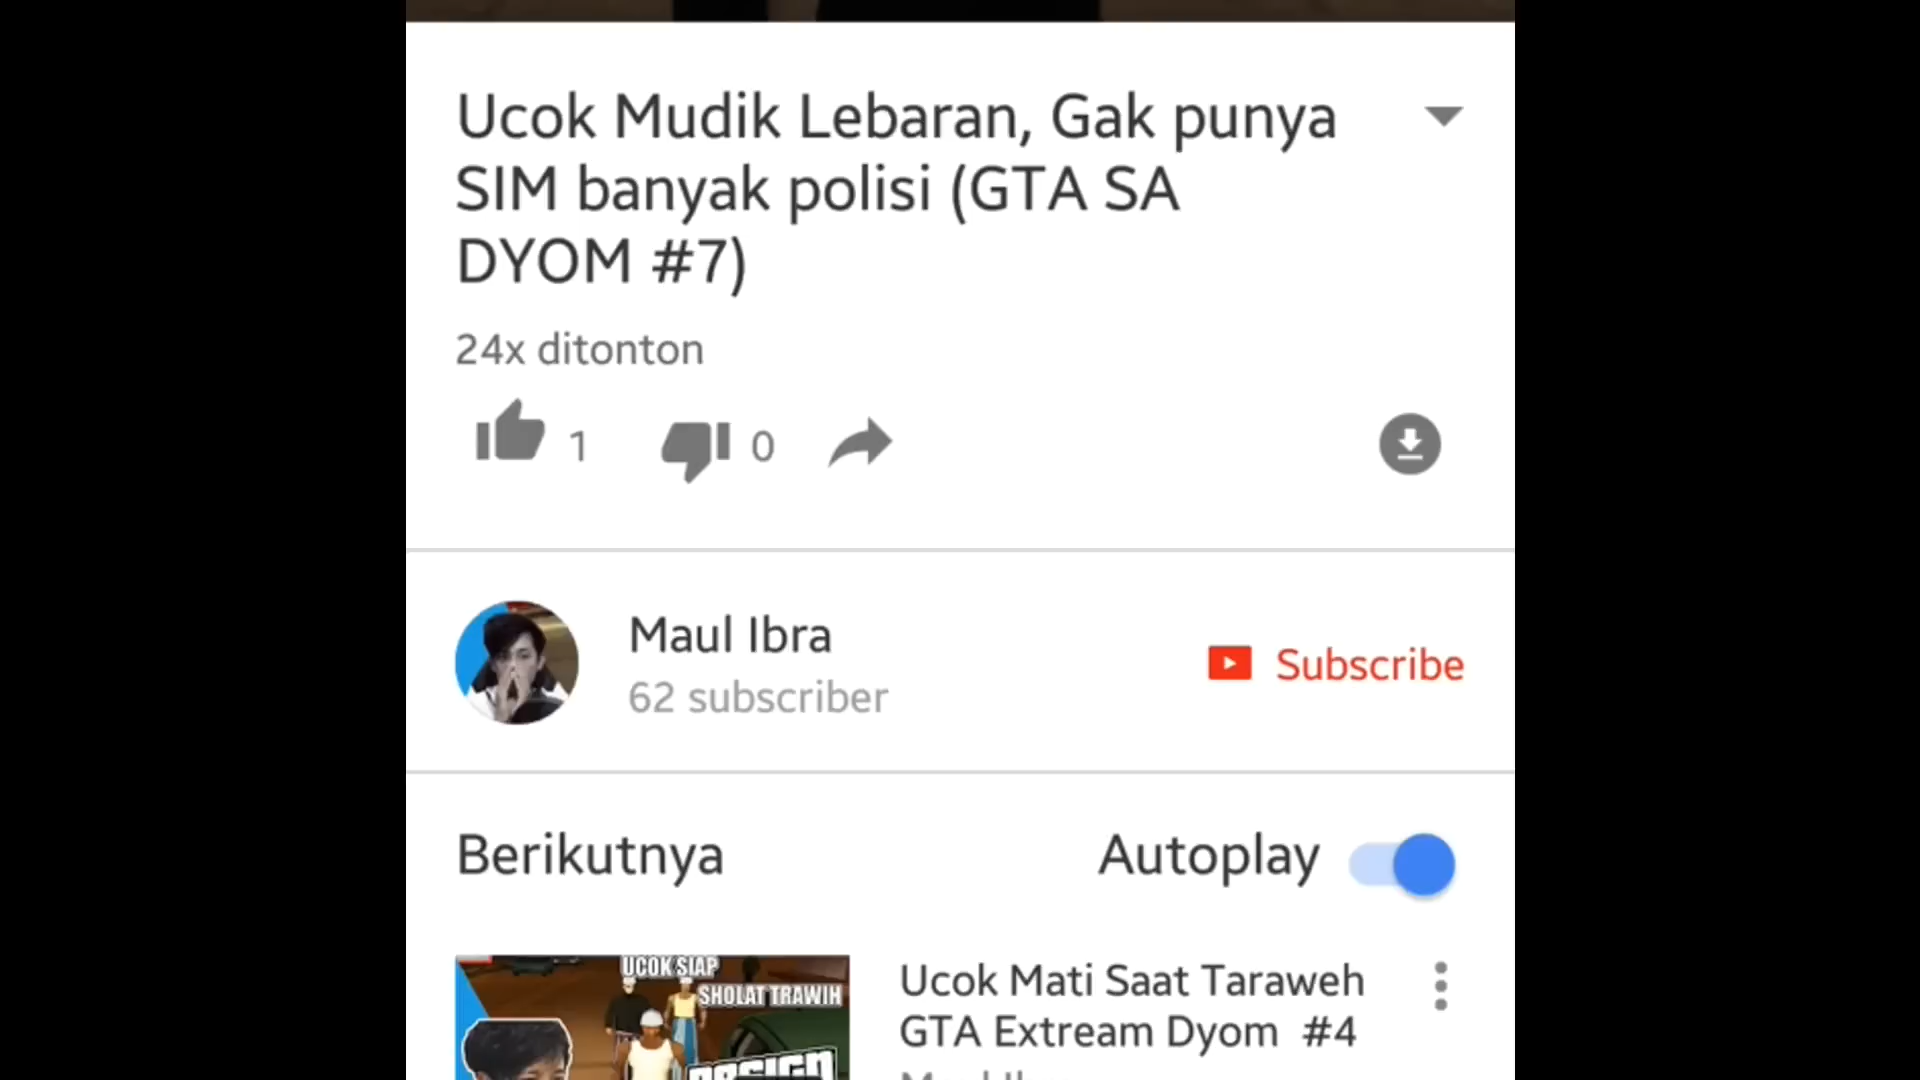 Ucok Mudik Lebaran, Gak punya
SIM banyak polisi (GTA SA
DYOM #7)
24x ditonton
1
0
Maul Ibra
62 subscriber
Subscribe
Berikutnya
Autoplay
UCOK SIAP
SHOLAT TRAWIH
Ucok Mati Saat Taraweh
GTA Extream Dyom #4